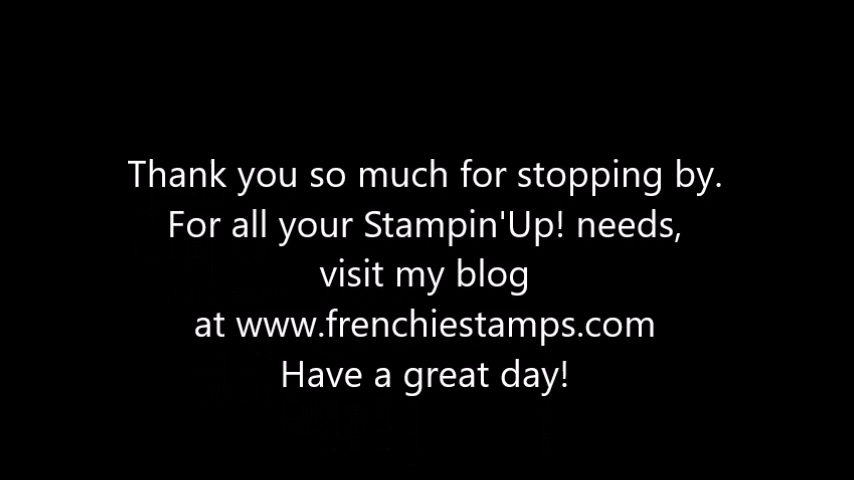 Thank you so much for stopping by.
For all your Stampin'Up! needs,
visit my blog
at www.frenchiestamps.com
Have a great day!